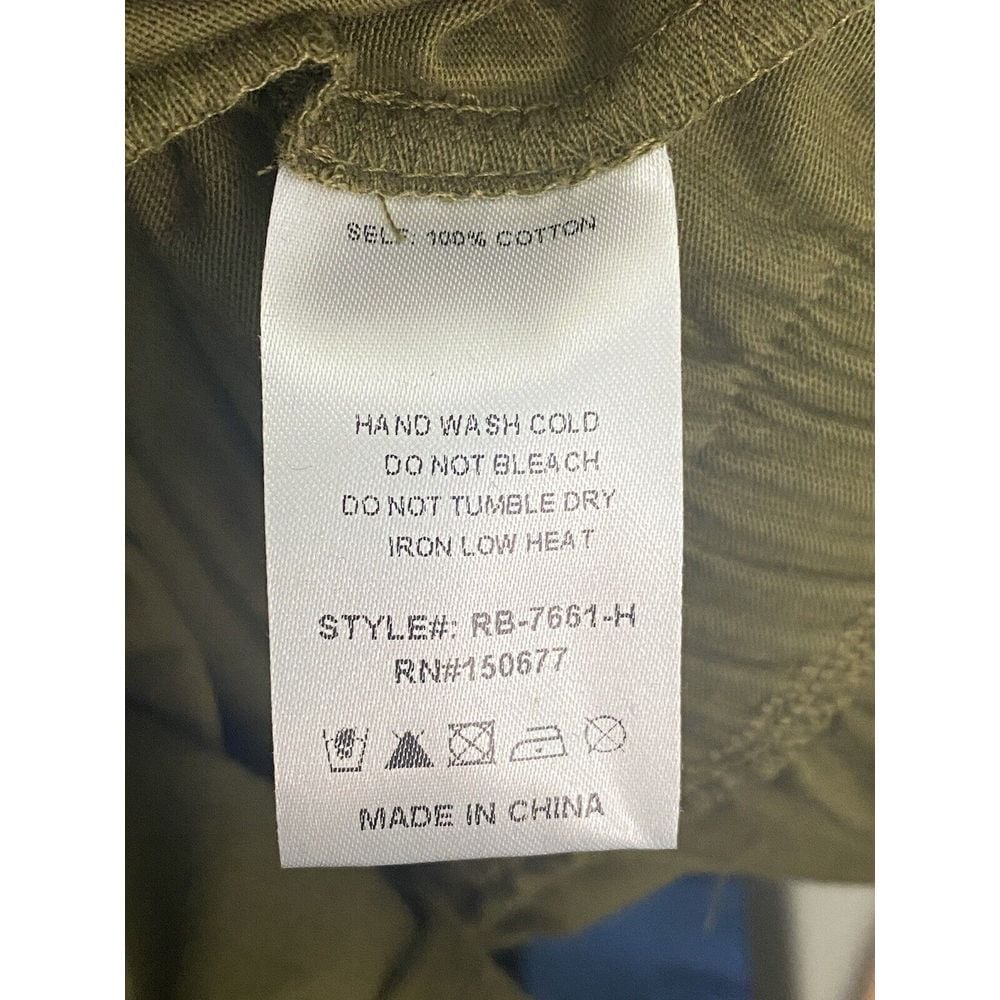 SELF: 100% COTTON
HAND WASH COLD
DO NOT BLEACH
DO NOT TUMBLE DRY
IRON LOW HEAT
STYLE#: RB-7661-H
RN#150677
MADE IN CHINA